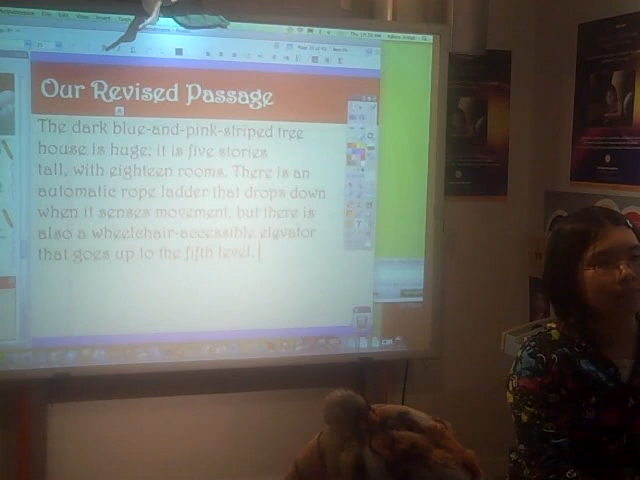 Our Revised Passage
The dark blue-and-pink-striped tree
house is huge; it is five stories
tall, with eighteen rooms. There is an
automatic rope ladder that drops down
when it senses movement, but there is
also a wheelchair-accessible elevator
that goes up to the fifth level.